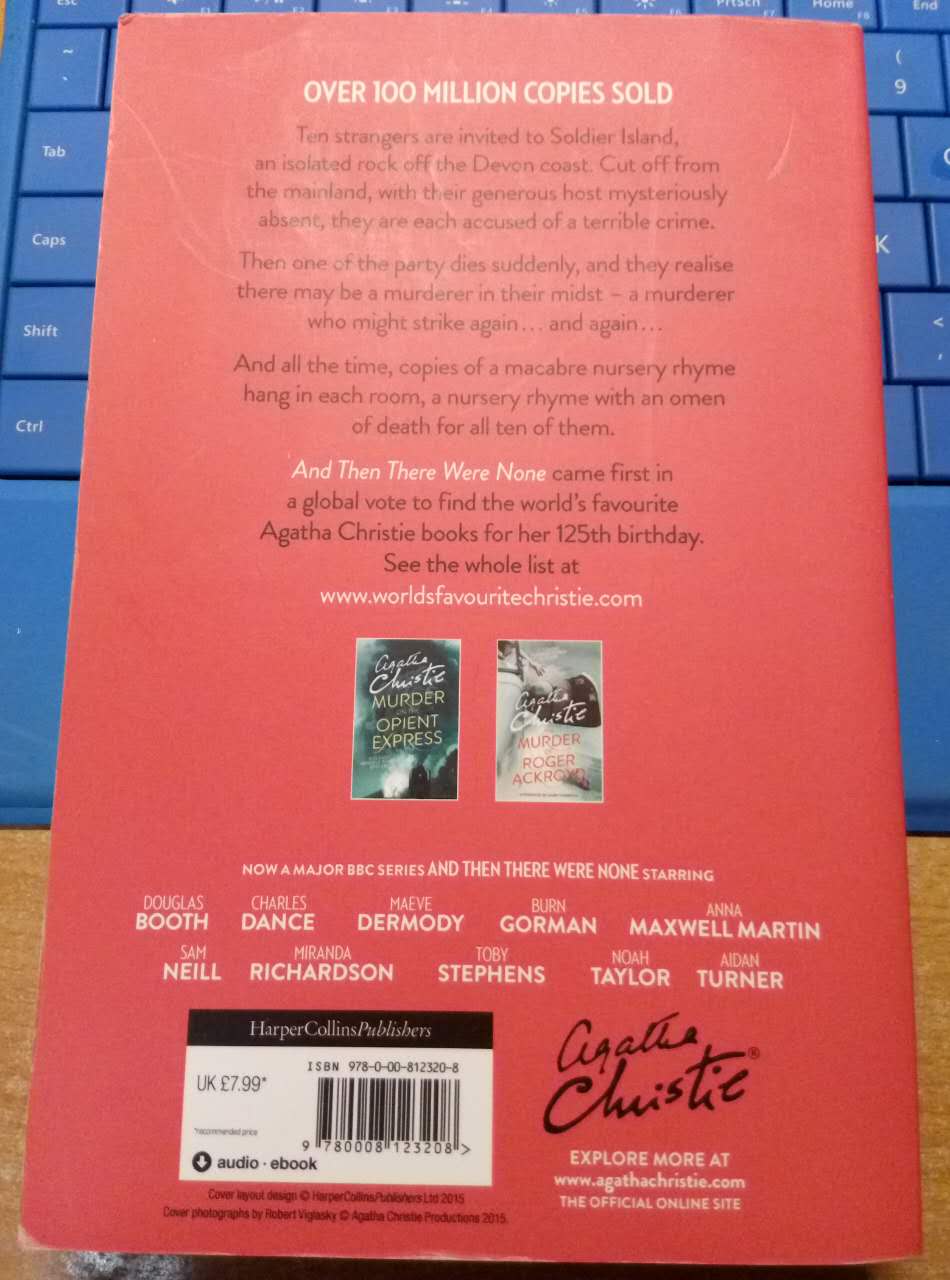 Esc
F1
F2
F3
F4
F5
F6
PrtScn
F7
Home
F8
End
~
`
(
9
Tab
Caps
K
Shift
<
,
Ctrl
OVER 100 MILLION COPIES SOLD
Ten strangers are invited to Soldier Island,
an isolated rock off the Devon coast. Cut off from
the mainland, with their generous host mysteriously
absent, they are each accused of a terrible crime.
Then one of the party dies suddenly, and they realise
there may be a murderer in their midst – a murderer
who might strike again... and again...
And all the time, copies of a macabre nursery rhyme
hang in each room, a nursery rhyme with an omen
of death for all ten of them.
And Then There Were None came first in
a global vote to find the world's favourite
Agatha Christie books for her 125th birthday.
See the whole list at
www.worldsfavouritechristie.com
Agatha
Christie
MURDER
ON THE
ORIENT
EXPRESS
Agatha
Christie
MURDER
OF
ROGER
ACKROYD
NOW A MAJOR BBC SERIES AND THEN THERE WERE NONE STARRING
DOUGLAS BOOTH
CHARLES DANCE
MAEVE DERMODY
BURN GORMAN
ANNA MAXWELL MARTIN
SAM NEILL
MIRANDA RICHARDSON
TOBY STEPHENS
NOAH TAYLOR
AIDAN TURNER
HarperCollinsPublishers
ISBN 978-0-00-812320-8
UK £7.99*
*recommended price
9 780008 123208 >
audio · ebook
Agatha
Christie®
EXPLORE MORE AT
www.agathachristie.com
THE OFFICIAL ONLINE SITE
Cover layout design © HarperCollinsPublishers Ltd 2015
Cover photographs by Robert Viglasky © Agatha Christie Productions 2015.